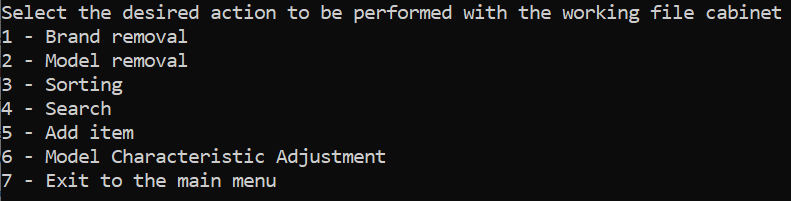 Select the desired action to be performed with the working file cabinet
1 - Brand removal
2 - Model removal
3 - Sorting
4 - Search
5 - Add item
6 - Model Characteristic Adjustment
7 - Exit to the main menu